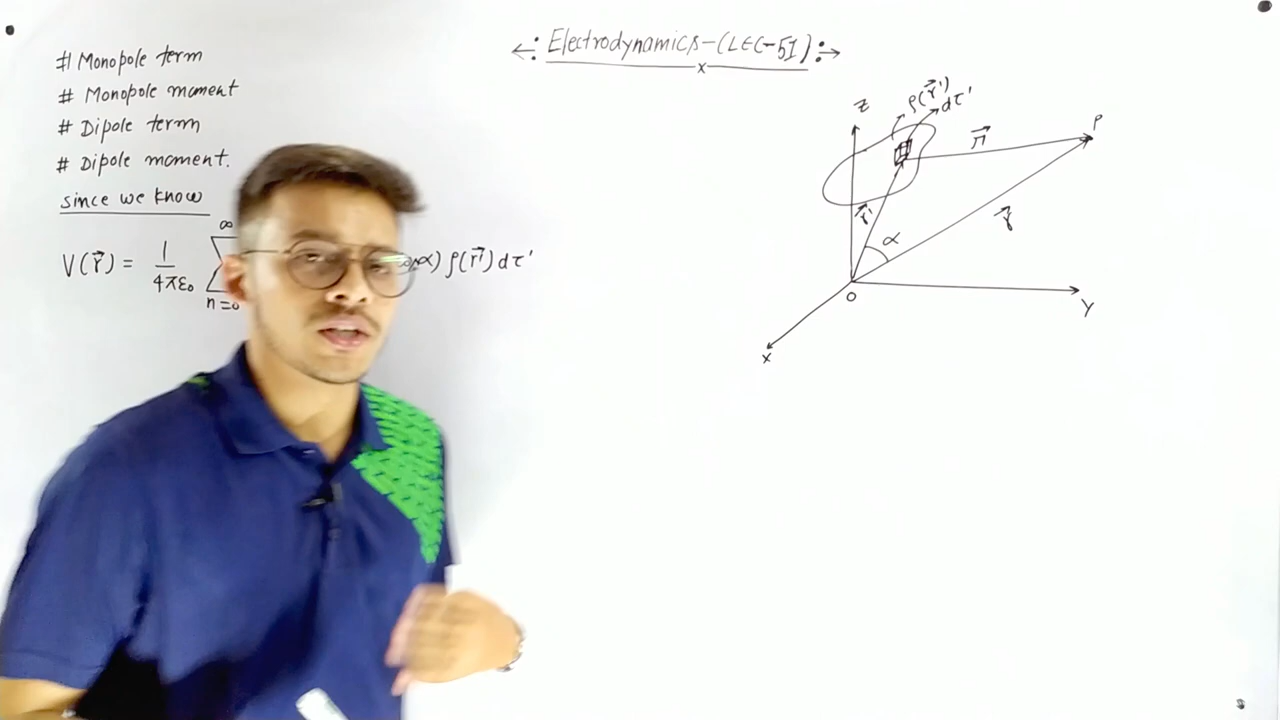 ←: Electrodynamics-(LEC-51) :→
x
# Monopole term
# Monopole moment
# Dipole term
# Dipole moment.
since we know
V(r⃗) = 1/4πε₀ ∑ ∞ n=0 α) ρ(r⃗') dτ'
Z
ρ(r⃗')
dτ'
P
r⃗'
α
r⃗
O
Y
X